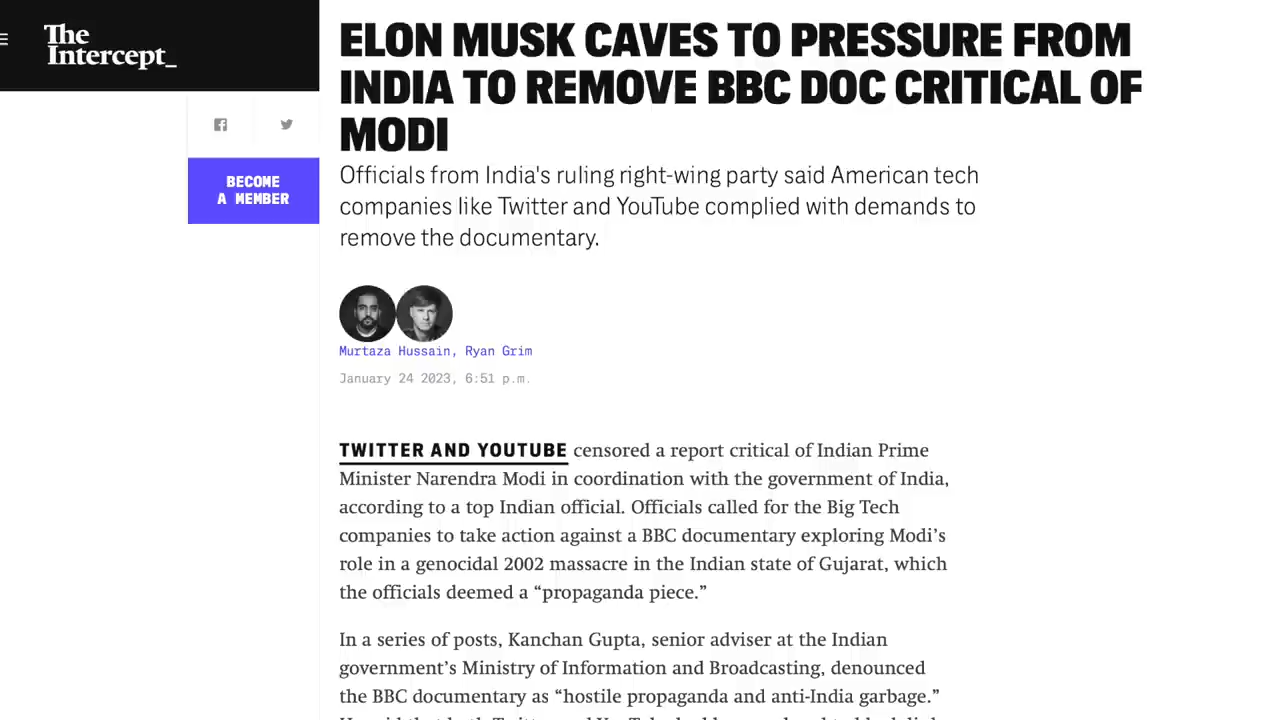 The
Intercept_
BECOME
A MEMBER
ELON MUSK CAVES TO PRESSURE FROM
INDIA TO REMOVE BBC DOC CRITICAL OF
MODI
Officials from India's ruling right-wing party said American tech
companies like Twitter and YouTube complied with demands to
remove the documentary.
Murtaza Hussain, Ryan Grim
January 24 2023, 6:51 p.m.
TWITTER AND YOUTUBE censored a report critical of Indian Prime
Minister Narendra Modi in coordination with the government of India,
according to a top Indian official. Officials called for the Big Tech
companies to take action against a BBC documentary exploring Modi’s
role in a genocidal 2002 massacre in the Indian state of Gujarat, which
the officials deemed a “propaganda piece.”
In a series of posts, Kanchan Gupta, senior adviser at the Indian
government’s Ministry of Information and Broadcasting, denounced
the BBC documentary as “hostile propaganda and anti-India garbage.”